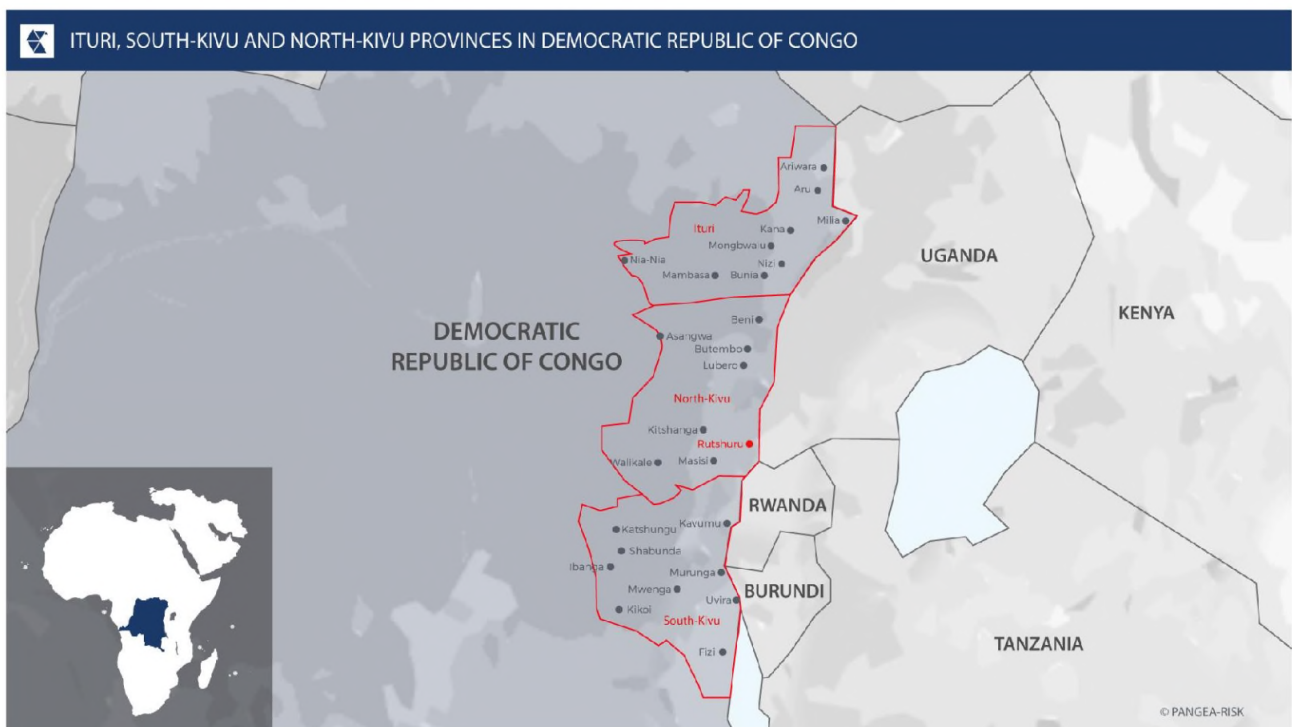 ITURI, SOUTH-KIVU AND NORTH-KIVU PROVINCES IN DEMOCRATIC REPUBLIC OF CONGO
Ariwara
Aru
Milia
Ituri
Kana
Mongbwalu
Nia-Nia
Nizi
Mambasa
Bunia
UGANDA
KENYA
DEMOCRATIC
REPUBLIC OF CONGO
Beni
Asangwa
Butembo
Lubero
North-Kivu
Kitshanga
Rutshuru
Walikale
Masisi
RWANDA
Katshungu
Kavumu
Shabunda
Ibanga
Murunga
Mwenga
Uvira
BURUNDI
Kikoi
South-Kivu
Fizi
TANZANIA
© PANGEA-RISK